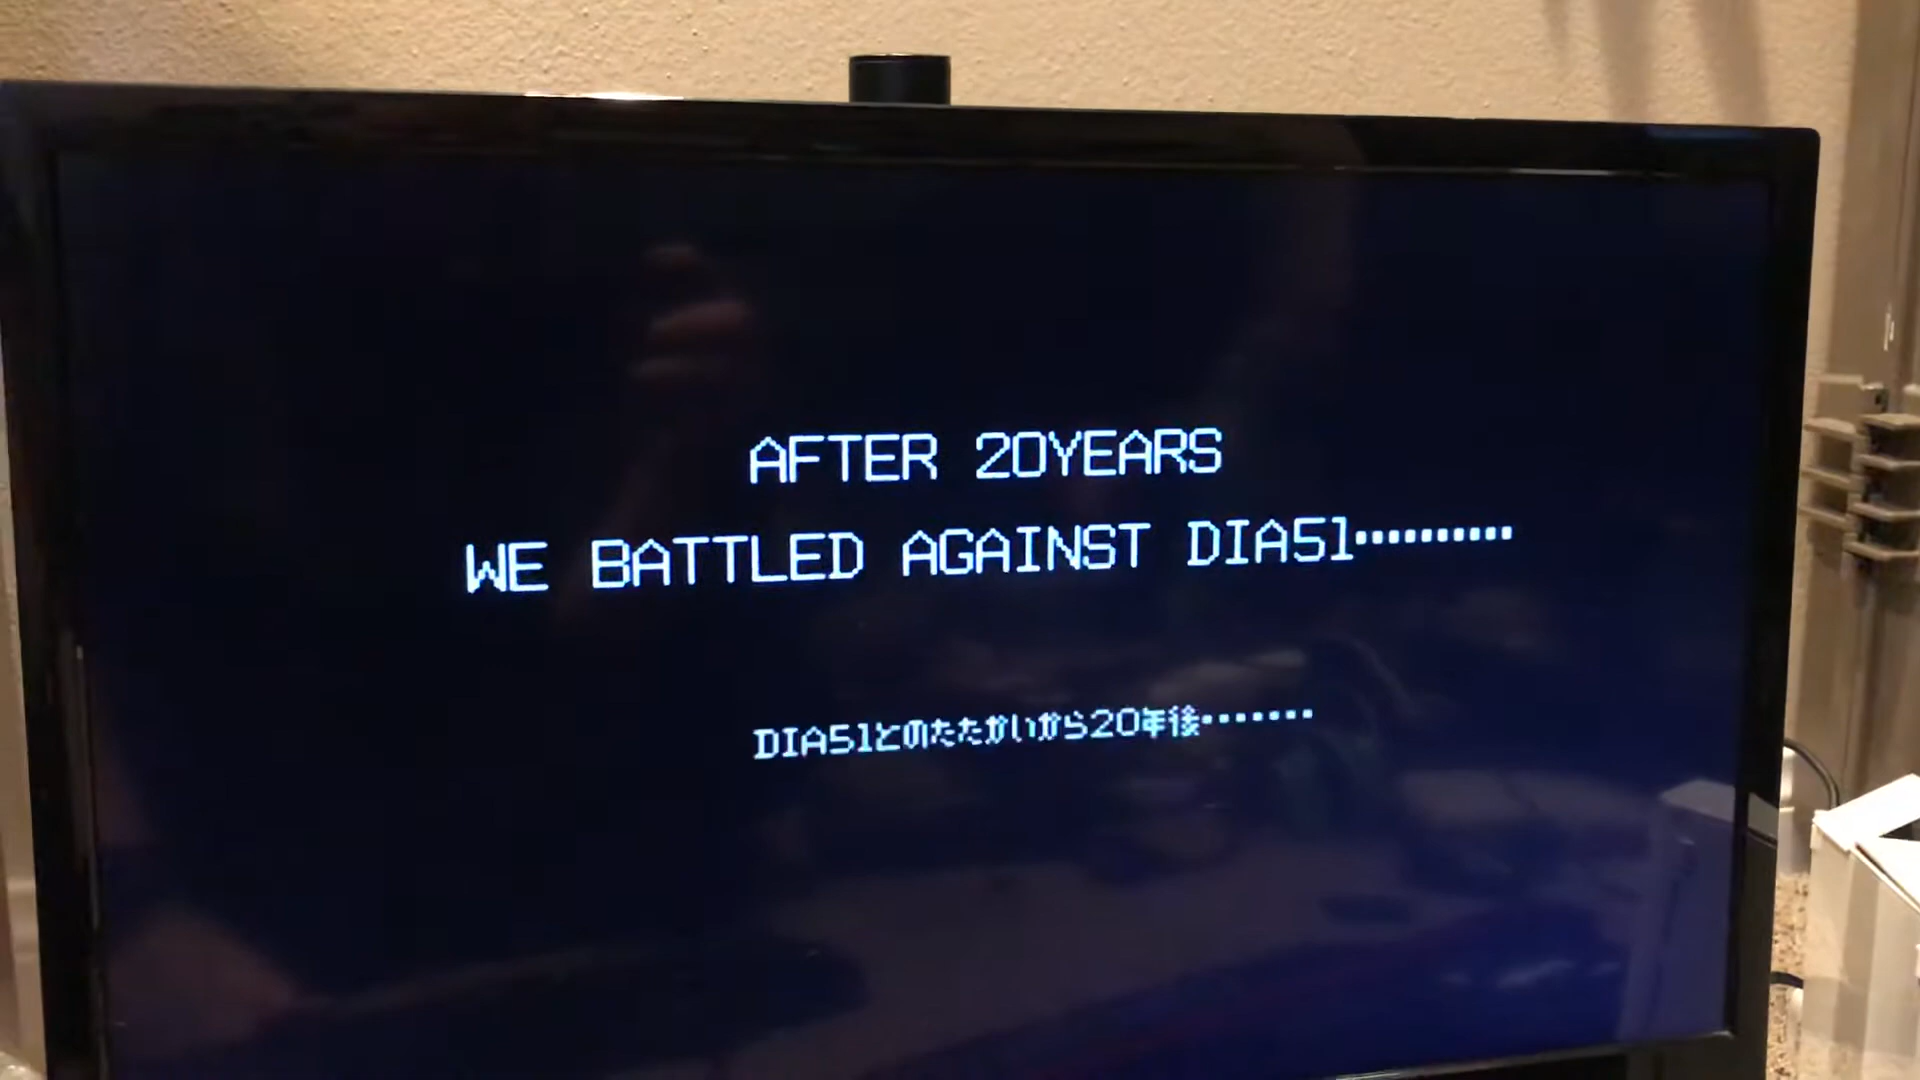 AFTER 20YEARS
WE BATTLED AGAINST DIA51..........
DIA51とのたたかいから20年後.......